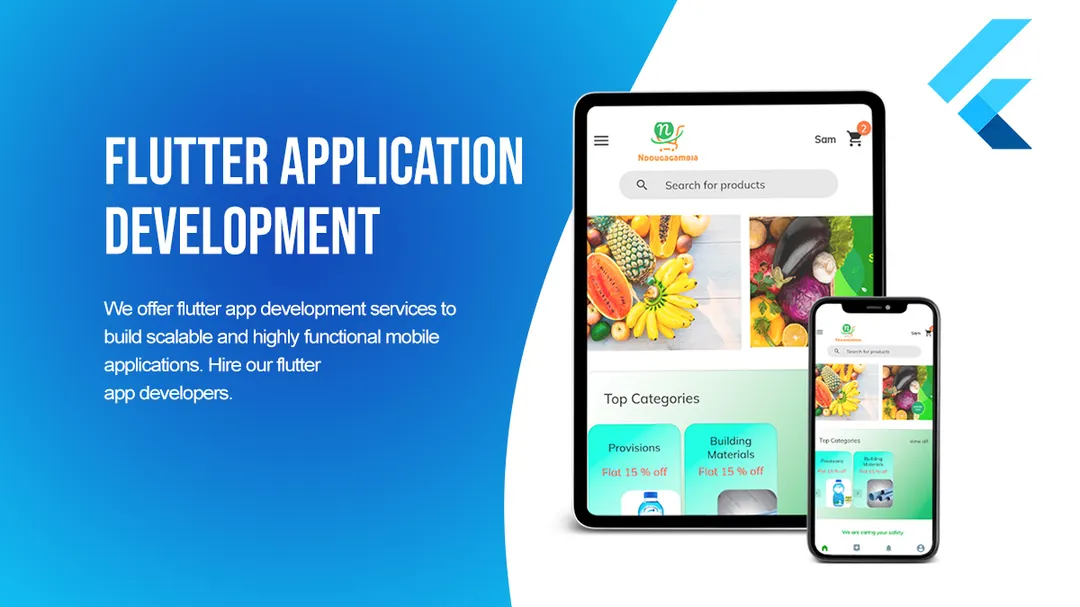 FLUTTER APPLICATION
DEVELOPMENT
We offer flutter app development services to
build scalable and highly functional mobile
applications. Hire our flutter
app developers.
n
Sam
2
Search for products
Top Categories
Provisions
Flat 15 % off
Building
Materials
Flat 15 % off
n
Sam
Search for products
Top Categories
view all
Provisions
Flat 15 % off
Building
Materials
Flat 15 % off
We are caring your safety